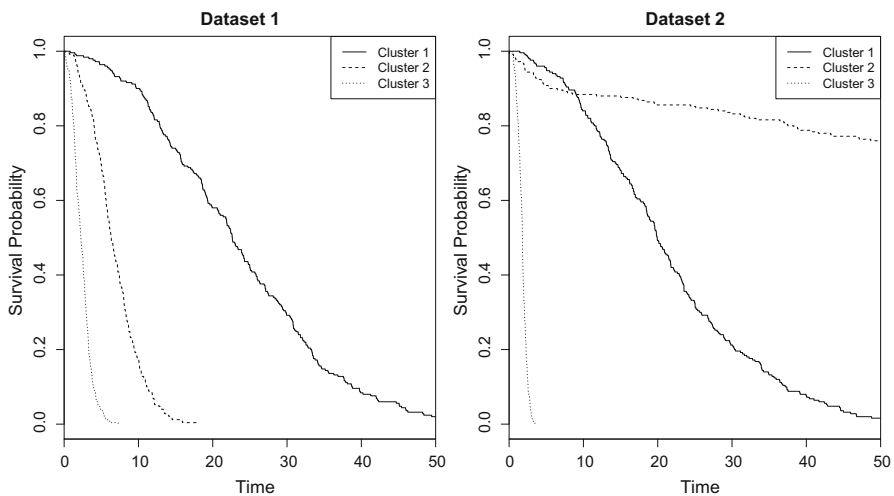 Dataset 1
Survival Probability
1.0
0.8
0.6
0.4
0.2
0.0
Cluster 1
Cluster 2
Cluster 3
0 10 20 30 40 50
Time
Dataset 2
Survival Probability
1.0
0.8
0.6
0.4
0.2
0.0
Cluster 1
Cluster 2
Cluster 3
0 10 20 30 40 50
Time